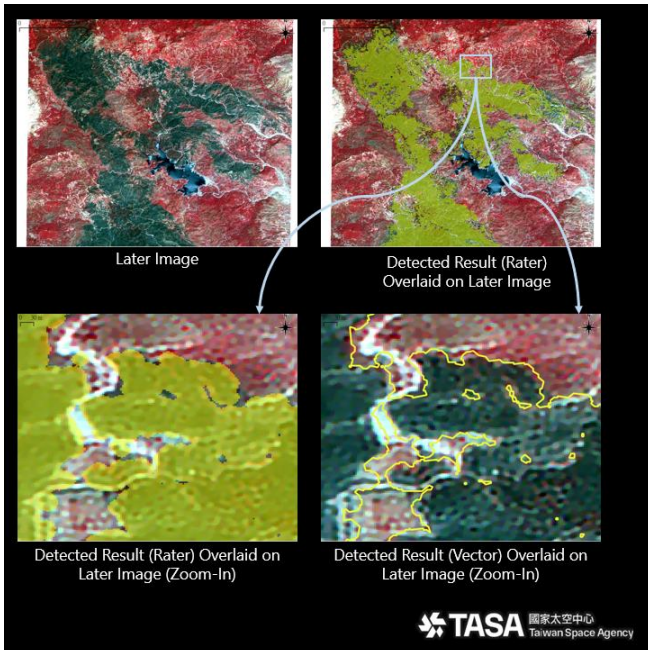 Later Image
Detected Result (Rater)
Overlaid on Later Image
Detected Result (Rater) Overlaid on
Later Image (Zoom-In)
Detected Result (Vector) Overlaid on
Later Image (Zoom-In)
TASA 國家太空中心
Taiwan Space Agency